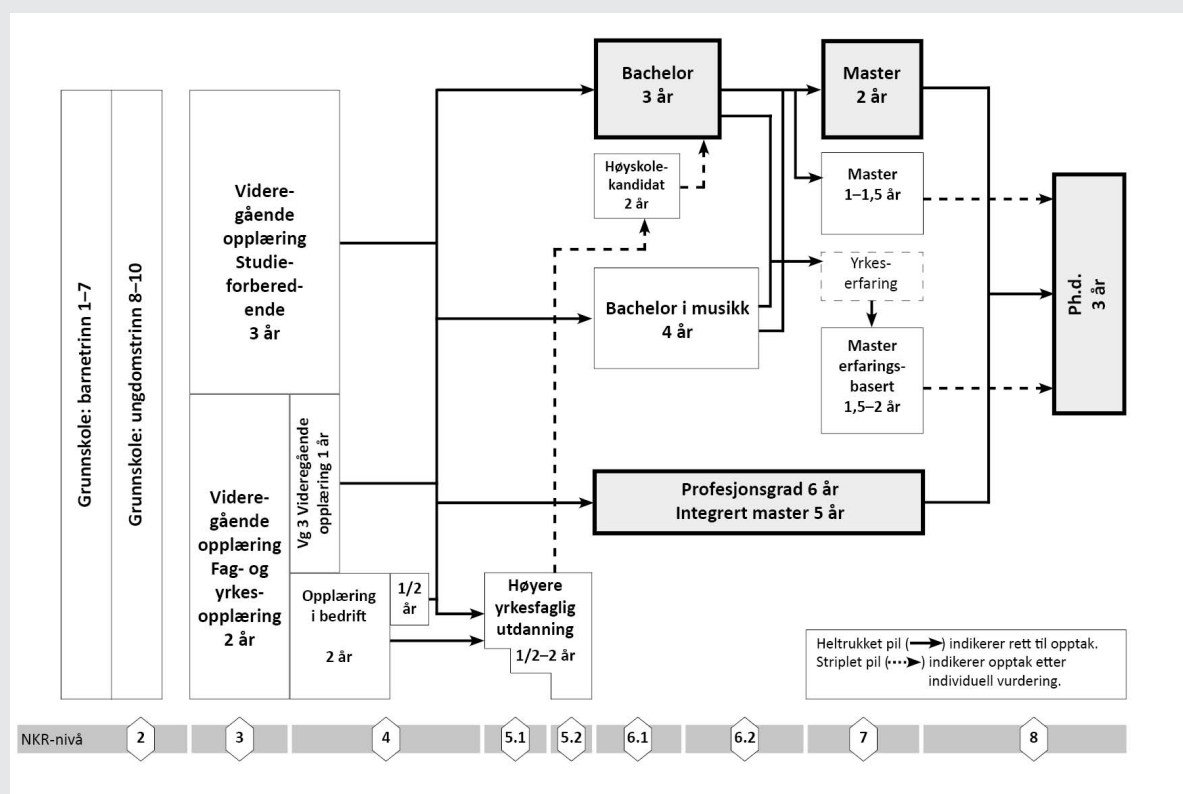 Grunnskole: barnetrinn 1–7
Grunnskole: ungdomstrinn 8–10
Videre-
gående
opplæring
Studie-
forbered-
ende
3 år
Videre-
gående
opplæring
Fag- og
yrkes-
opplæring
2 år
Vg 3 Videregående
opplæring 1 år
Opplæring
i bedrift
2 år
1/2
år
Høyere
yrkesfaglig
utdanning
1/2–2 år
Bachelor
3 år
Høyskole-
kandidat
2 år
Bachelor i musikk
4 år
Profesjonsgrad 6 år
Integrert master 5 år
Master
2 år
Master
1–1,5 år
Yrkes-
erfaring
Master
erfarings-
basert
1,5–2 år
Ph.d.
3 år
Heltrukket pil ( ) indikerer rett til opptak.
Striplet pil ( ) indikerer opptak etter
individuell vurdering.
NKR-nivå 2 3 4 5.1 5.2 6.1 6.2 7 8